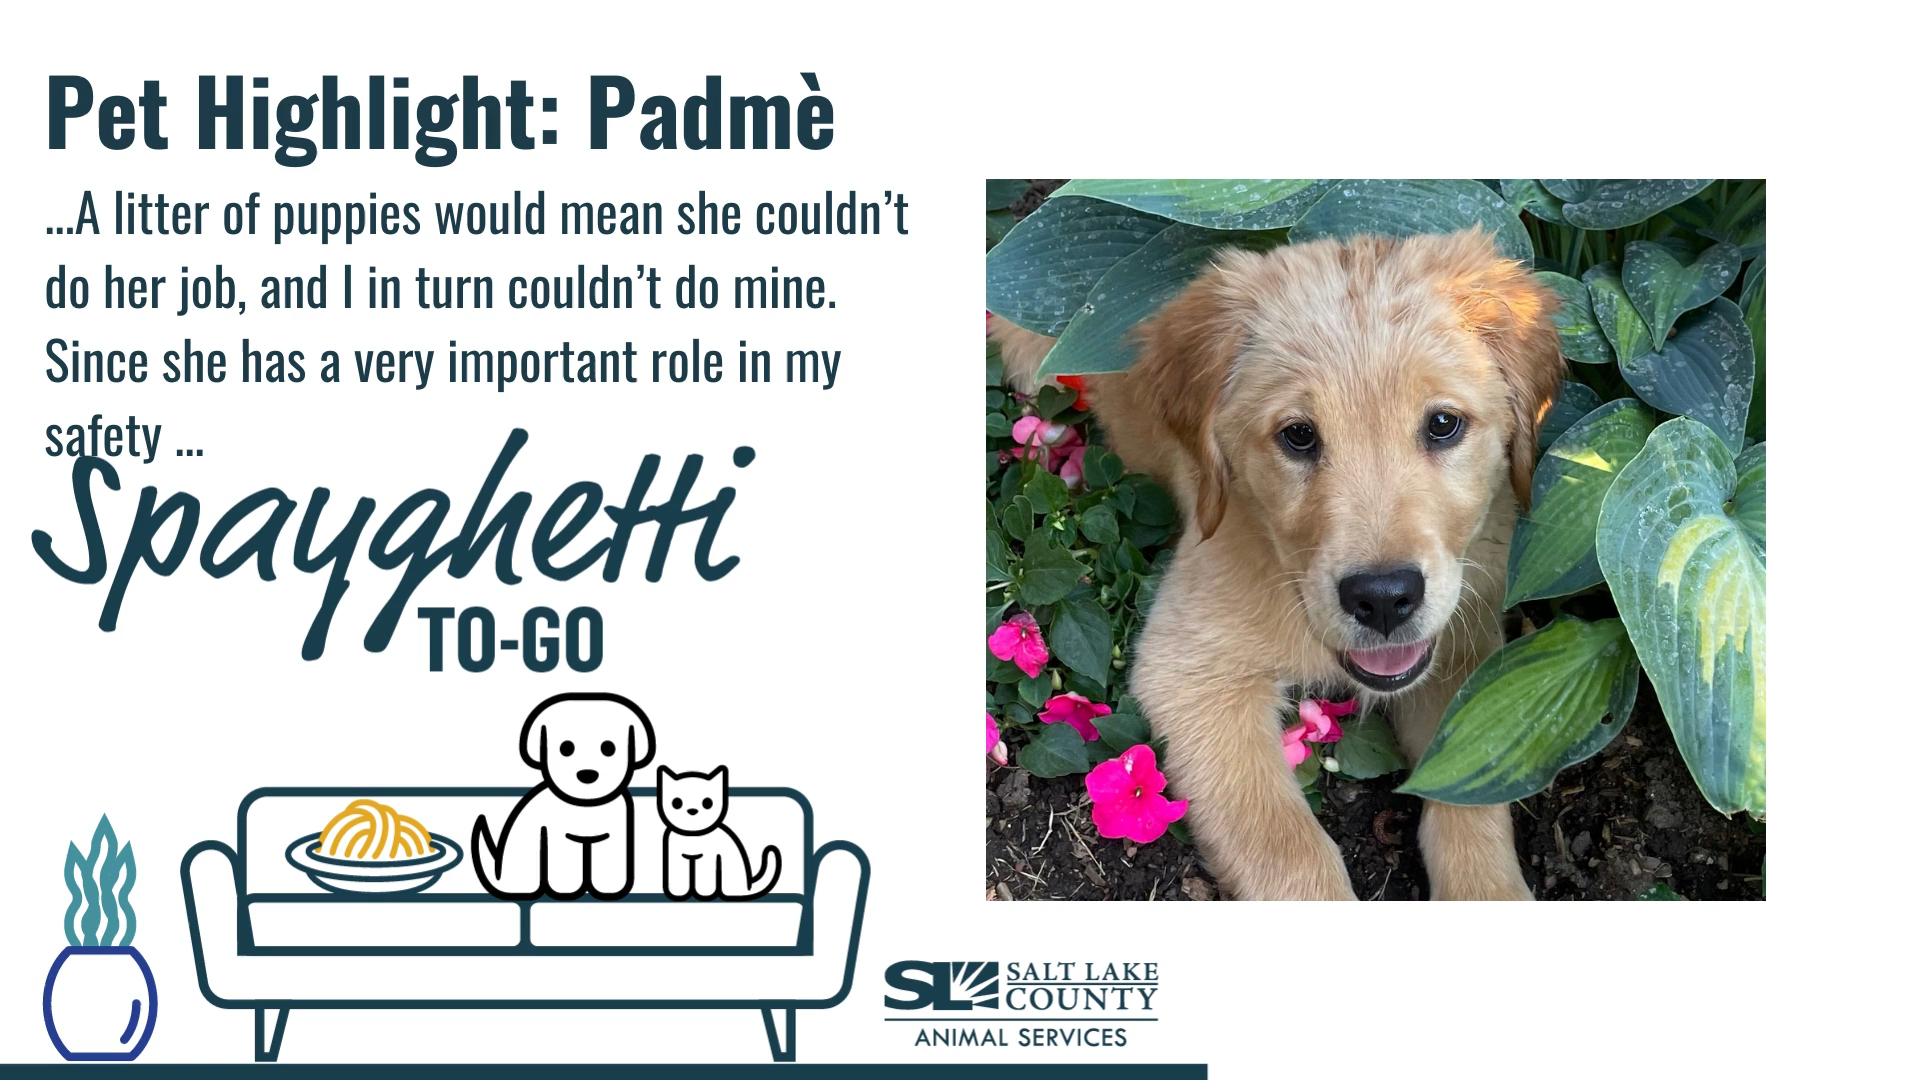 Pet Highlight: Padmè
...A litter of puppies would mean she couldn’t
do her job, and I in turn couldn’t do mine.
Since she has a very important role in my
safety ...
Spayghetti
TO-GO
SL SALT LAKE
COUNTY
ANIMAL SERVICES